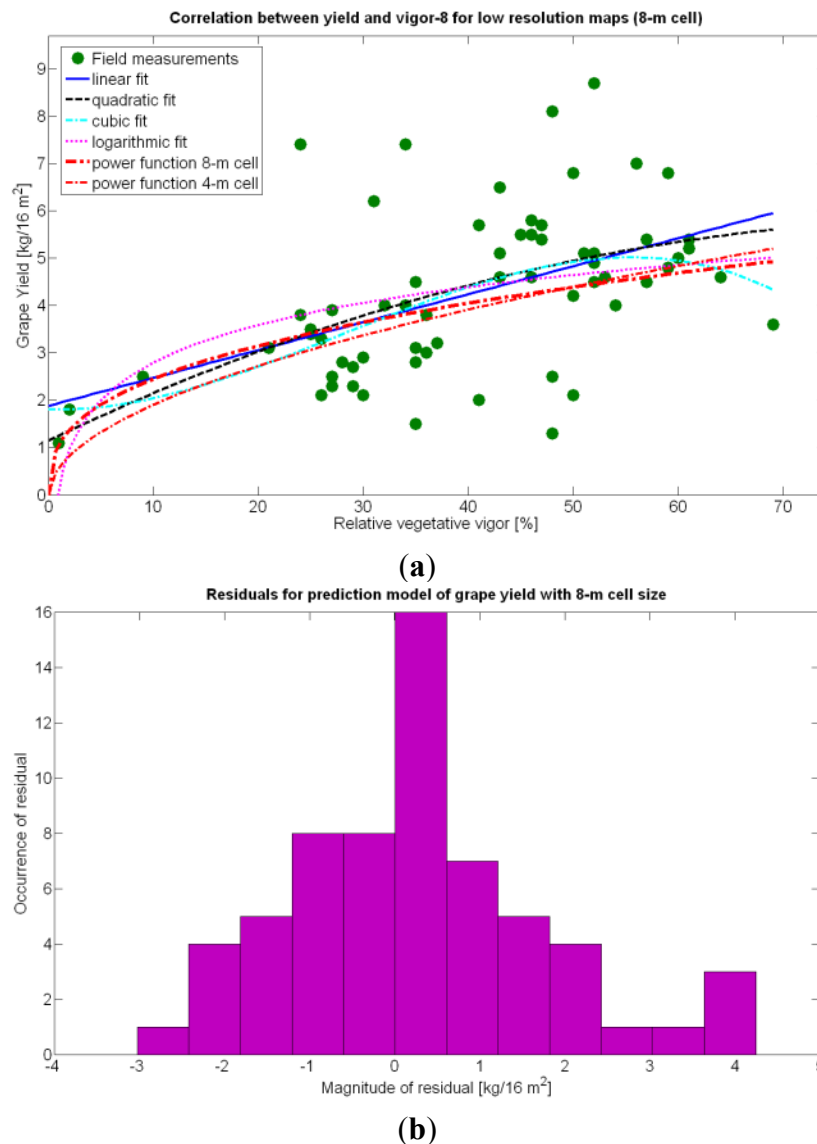 Correlation between yield and vigor-8 for low resolution maps (8-m cell)
Grape Yield [kg/16 m²]
9
8
7
6
5
4
3
2
1
0
Field measurements
linear fit
quadratic fit
cubic fit
logarithmic fit
power function 8-m cell
power function 4-m cell
0 10 20 30 40 50 60 70
Relative vegetative vigor [%]
(a)
Residuals for prediction model of grape yield with 8-m cell size
Occurrence of residual
16
14
12
10
8
6
4
2
0
-4 -3 -2 -1 0 1 2 3 4 5
Magnitude of residual [kg/16 m²]
(b)